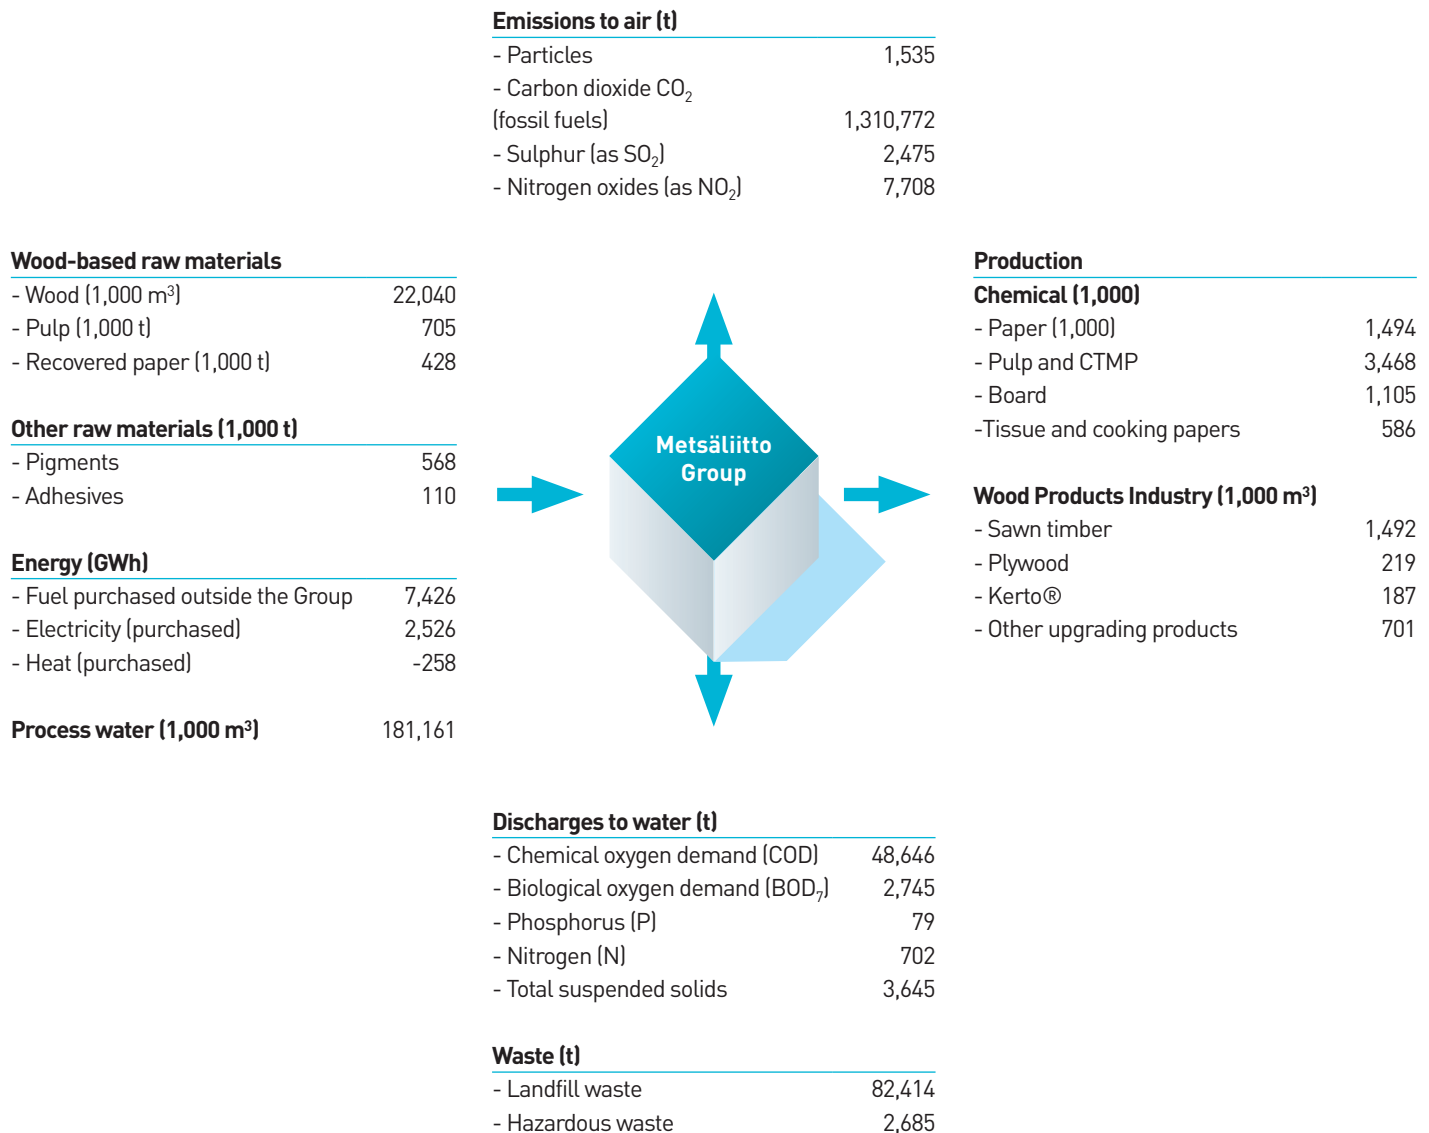 Emissions to air (t)
- Particles 1,535
- Carbon dioxide CO₂
(fossil fuels) 1,310,772
- Sulphur (as SO₂) 2,475
- Nitrogen oxides (as NO₂) 7,708
Wood-based raw materials
- Wood (1,000 m³) 22,040
- Pulp (1,000 t) 705
- Recovered paper (1,000 t) 428
Other raw materials (1,000 t)
- Pigments 568
- Adhesives 110
Energy (GWh)
- Fuel purchased outside the Group 7,426
- Electricity (purchased) 2,526
- Heat (purchased) -258
Process water (1,000 m³) 181,161
Metsäliitto
Group
Production
Chemical (1,000)
- Paper (1,000) 1,494
- Pulp and CTMP 3,468
- Board 1,105
-Tissue and cooking papers 586
Wood Products Industry (1,000 m³)
- Sawn timber 1,492
- Plywood 219
- Kerto® 187
- Other upgrading products 701
Discharges to water (t)
- Chemical oxygen demand (COD) 48,646
- Biological oxygen demand (BOD₇) 2,745
- Phosphorus (P) 79
- Nitrogen (N) 702
- Total suspended solids 3,645
Waste (t)
- Landfill waste 82,414
- Hazardous waste 2,685